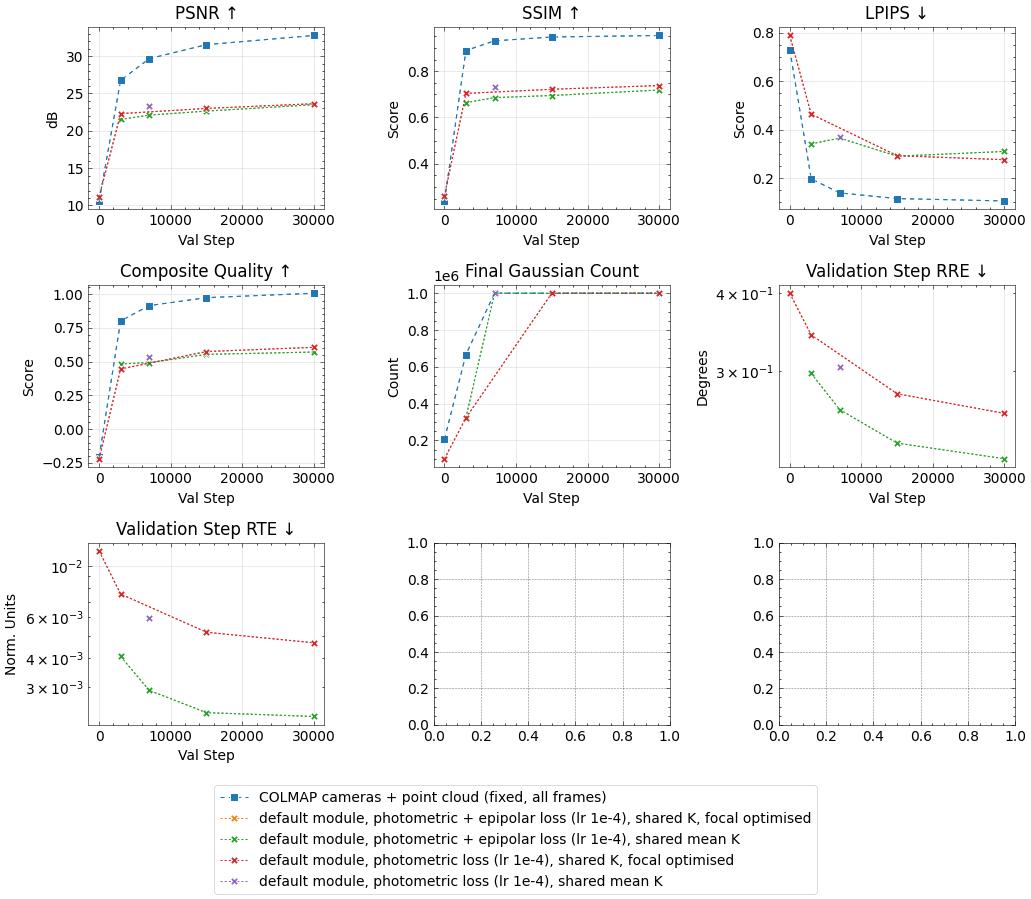 PSNR ↑
SSIM ↑
LPIPS ↓
30
25
20
15
10
dB
0 10000 20000 30000
Val Step
0.8
0.6
0.4
Score
0 10000 20000 30000
Val Step
0.8
0.6
0.4
0.2
Score
0 10000 20000 30000
Val Step
Composite Quality ↑
1e6 Final Gaussian Count
Validation Step RRE ↓
1.00
0.75
0.50
0.25
0.00
−0.25
Score
0 10000 20000 30000
Val Step
1.0
0.8
0.6
0.4
0.2
Count
0 10000 20000 30000
Val Step
4 × 10⁻¹
3 × 10⁻¹
Degrees
0 10000 20000 30000
Val Step
Validation Step RTE ↓
10⁻²
6 × 10⁻³
4 × 10⁻³
3 × 10⁻³
Norm. Units
0 10000 20000 30000
Val Step
1.0
0.8
0.6
0.4
0.2
0.0
0.0 0.2 0.4 0.6 0.8 1.0
1.0
0.8
0.6
0.4
0.2
0.0
0.0 0.2 0.4 0.6 0.8 1.0
COLMAP cameras + point cloud (fixed, all frames)
default module, photometric + epipolar loss (lr 1e-4), shared K, focal optimised
default module, photometric + epipolar loss (lr 1e-4), shared mean K
default module, photometric loss (lr 1e-4), shared K, focal optimised
default module, photometric loss (lr 1e-4), shared mean K